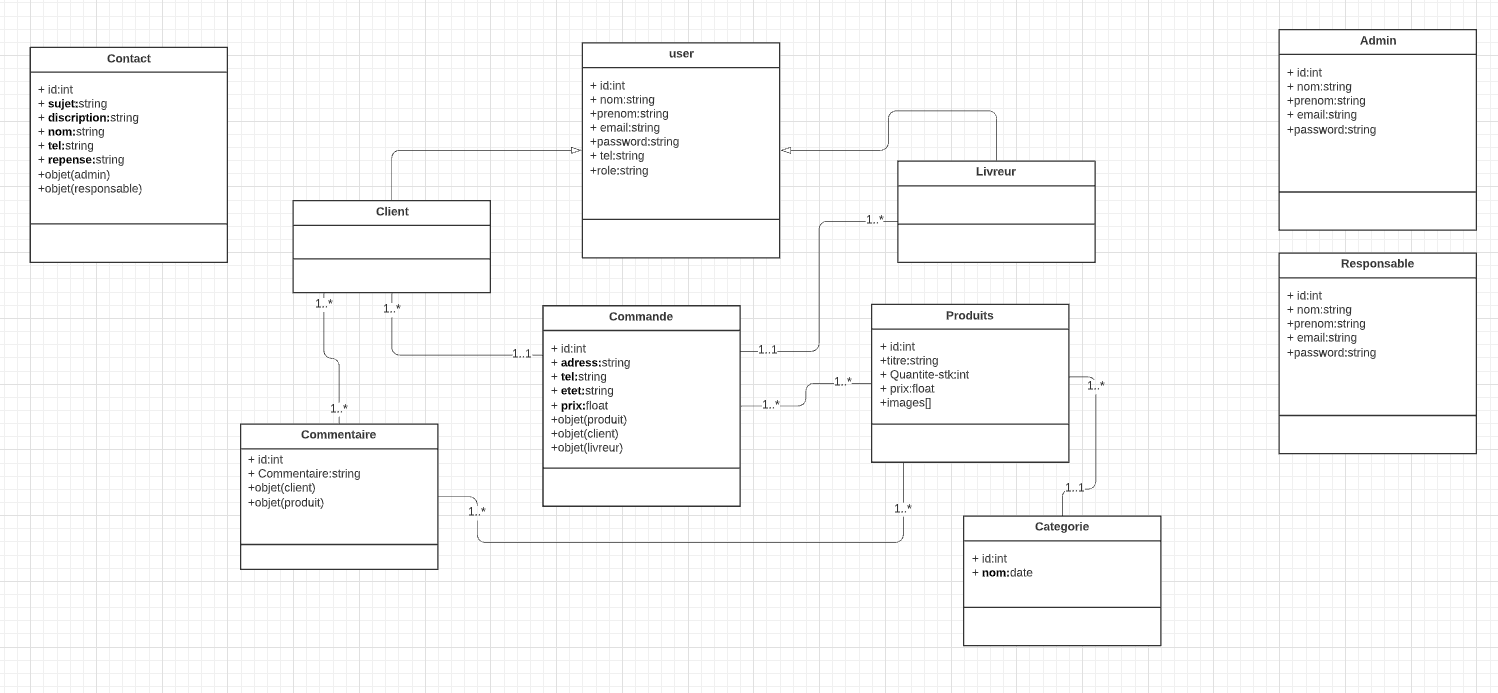 Contact
+ id:int
+ sujet:string
+ discription:string
+ nom:string
+ tel:string
+ repense:string
+objet(admin)
+objet(responsable)
user
+ id:int
+ nom:string
+prenom:string
+ email:string
+password:string
+ tel:string
+role:string
Admin
+ id:int
+ nom:string
+prenom:string
+ email:string
+password:string
Client
Livreur
1..*
Responsable
+ id:int
+ nom:string
+prenom:string
+ email:string
+password:string
1..*
1..*
1..1
Commande
+ id:int
+ adress:string
+ tel:string
+ etet:string
+ prix:float
+objet(produit)
+objet(client)
+objet(livreur)
1..1
1..*
1..*
Produits
+ id:int
+titre:string
+ Quantite-stk:int
+ prix:float
+images[]
1..*
1..*
Commentaire
+ id:int
+ Commentaire:string
+objet(client)
+objet(produit)
1..*
1..*
1..1
Categorie
+ id:int
+ nom:date